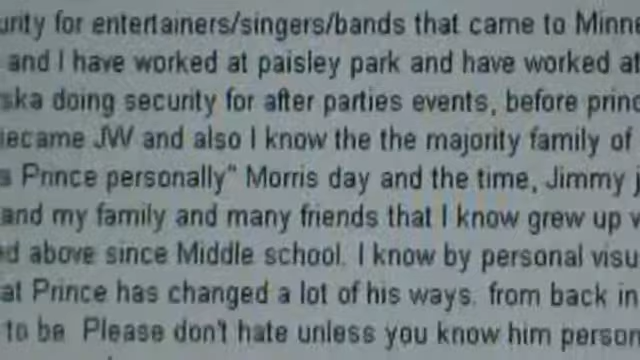 urity for entertainers/singers/bands that came to Minne
and I have worked at paisley park and have worked at
ska doing security for after parties events, before princ
ecame JW and also I know the the majority family of
s Prince personally" Morris day and the time, Jimmy j
and my family and many friends that I know grew up w
d above since Middle school. I know by personal visu
at Prince has changed a lot of his ways. from back in
to be. Please don't hate unless you know him person